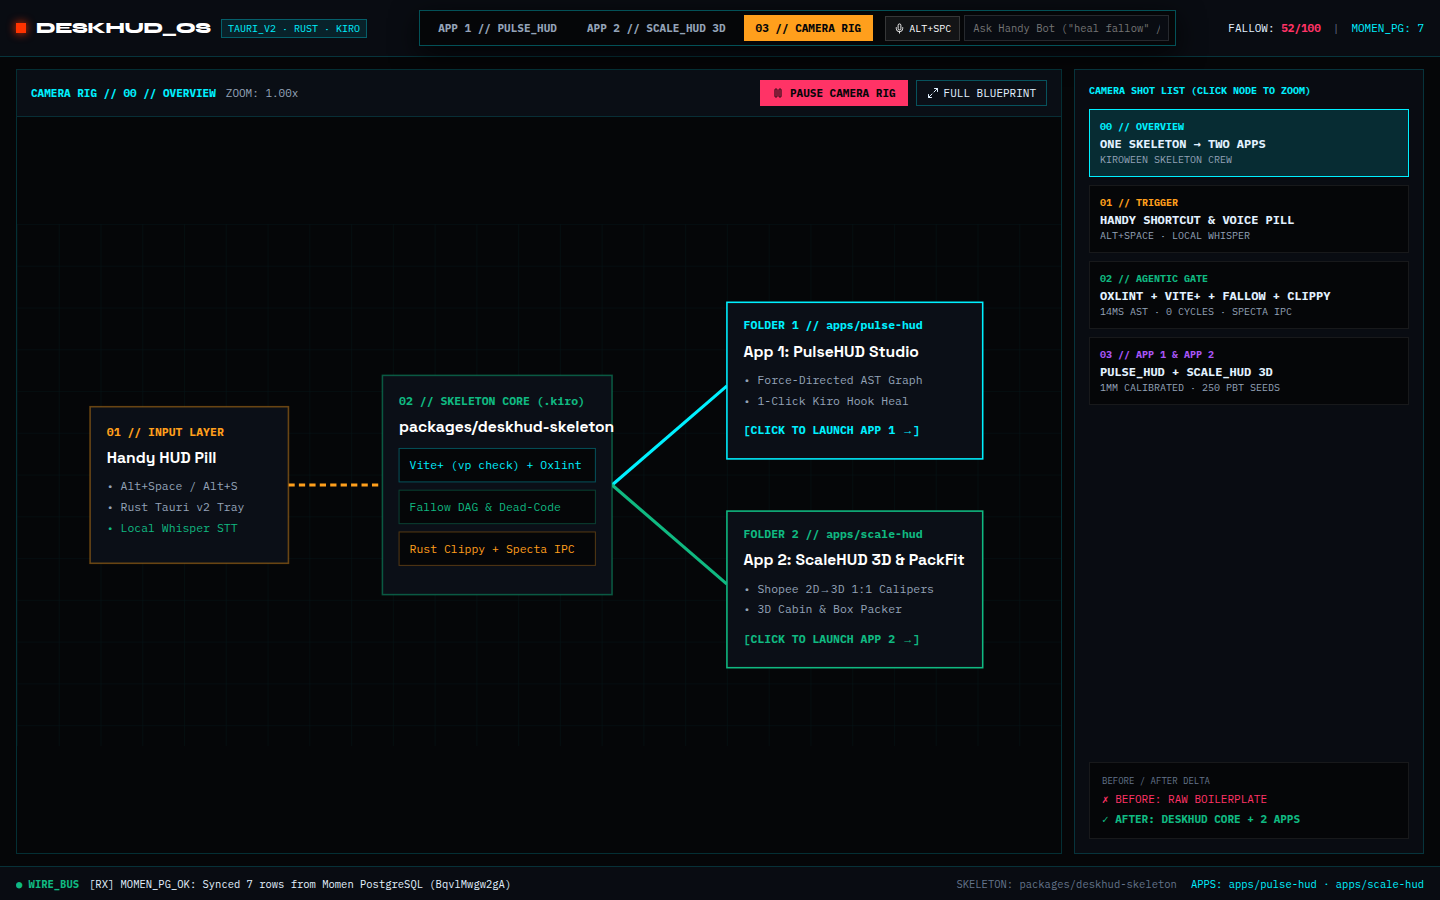 DESKHUD_OS
TAURI_V2 · RUST · KIRO
APP 1 // PULSE_HUD
APP 2 // SCALE_HUD 3D
03 // CAMERA RIG
ALT+SPC
Ask Handy Bot ("heal fallow" /
FALLOW: 52/100 | MOMEN_PG: 7
CAMERA RIG // 00 // OVERVIEW ZOOM: 1.00x
PAUSE CAMERA RIG
FULL BLUEPRINT
01 // INPUT LAYER
Handy HUD Pill
• Alt+Space / Alt+S
• Rust Tauri v2 Tray
• Local Whisper STT
02 // SKELETON CORE (.kiro)
packages/deskhud-skeleton
Vite+ (vp check) + Oxlint
Fallow DAG & Dead-Code
Rust Clippy + Specta IPC
FOLDER 1 // apps/pulse-hud
App 1: PulseHUD Studio
• Force-Directed AST Graph
• 1-Click Kiro Hook Heal
[CLICK TO LAUNCH APP 1 →]
FOLDER 2 // apps/scale-hud
App 2: ScaleHUD 3D & PackFit
• Shopee 2D→3D 1:1 Calipers
• 3D Cabin & Box Packer
[CLICK TO LAUNCH APP 2 →]
CAMERA SHOT LIST (CLICK NODE TO ZOOM)
00 // OVERVIEW
ONE SKELETON → TWO APPS
KIROWEEN SKELETON CREW
01 // TRIGGER
HANDY SHORTCUT & VOICE PILL
ALT+SPACE · LOCAL WHISPER
02 // AGENTIC GATE
OXLINT + VITE+ + FALLOW + CLIPPY
14MS AST · 0 CYCLES · SPECTA IPC
03 // APP 1 & APP 2
PULSE_HUD + SCALE_HUD 3D
1MM CALIBRATED · 250 PBT SEEDS
BEFORE / AFTER DELTA
✗ BEFORE: RAW BOILERPLATE
✓ AFTER: DESKHUD CORE + 2 APPS
● WIRE_BUS [RX] MOMEN_PG_OK: Synced 7 rows from Momen PostgreSQL (BqvlMwgw2gA)
SKELETON: packages/deskhud-skeleton APPS: apps/pulse-hud · apps/scale-hud